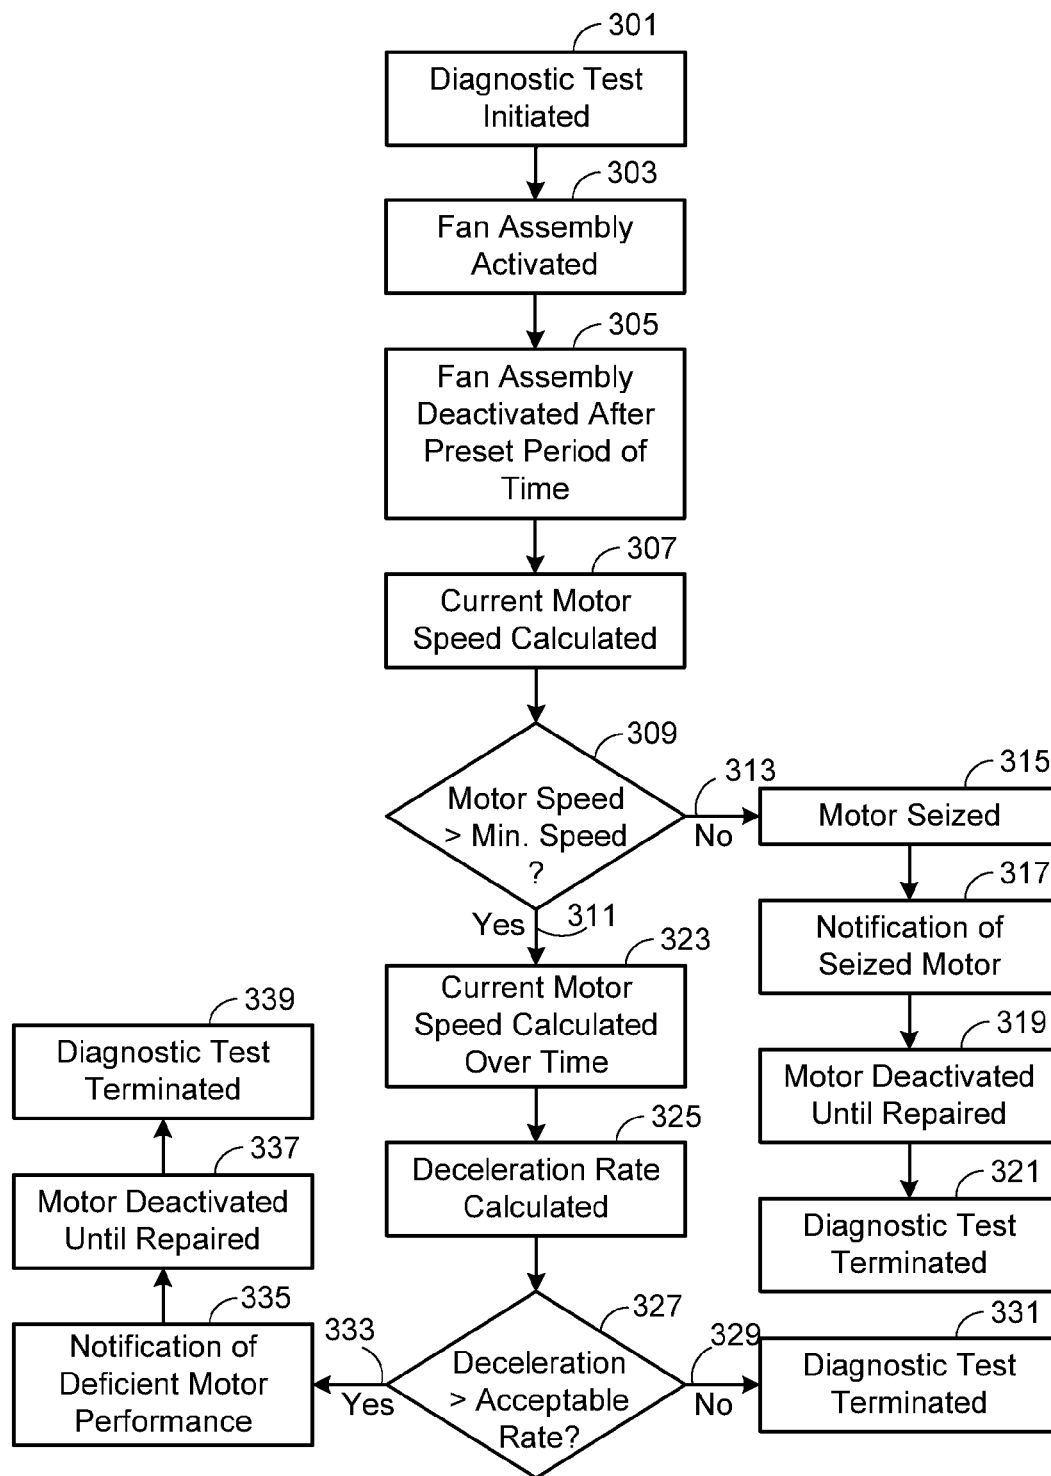 301
Diagnostic Test
Initiated
303
Fan Assembly
Activated
305
Fan Assembly
Deactivated After
Preset Period of
Time
307
Current Motor
Speed Calculated
309
Motor Speed
> Min. Speed
?
313
No
315
Motor Seized
317
Notification of
Seized Motor
319
Motor Deactivated
Until Repaired
321
Diagnostic Test
Terminated
Yes
311
323
Current Motor
Speed Calculated
Over Time
325
Deceleration Rate
Calculated
327
Deceleration
> Acceptable
Rate?
329
No
331
Diagnostic Test
Terminated
333
Yes
335
Notification of
Deficient Motor
Performance
337
Motor Deactivated
Until Repaired
339
Diagnostic Test
Terminated